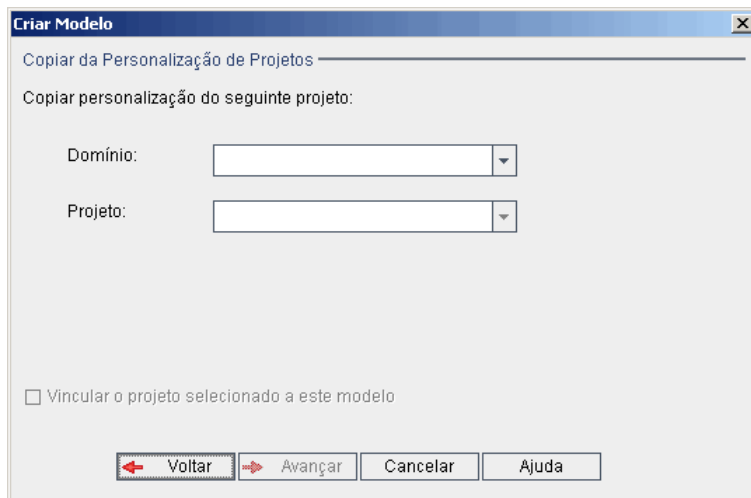 Criar Modelo
Copiar da Personalização de Projetos
Copiar personalização do seguinte projeto:
Domínio:
Projeto:
Vincular o projeto selecionado a este modelo
Voltar Avançar Cancelar Ajuda